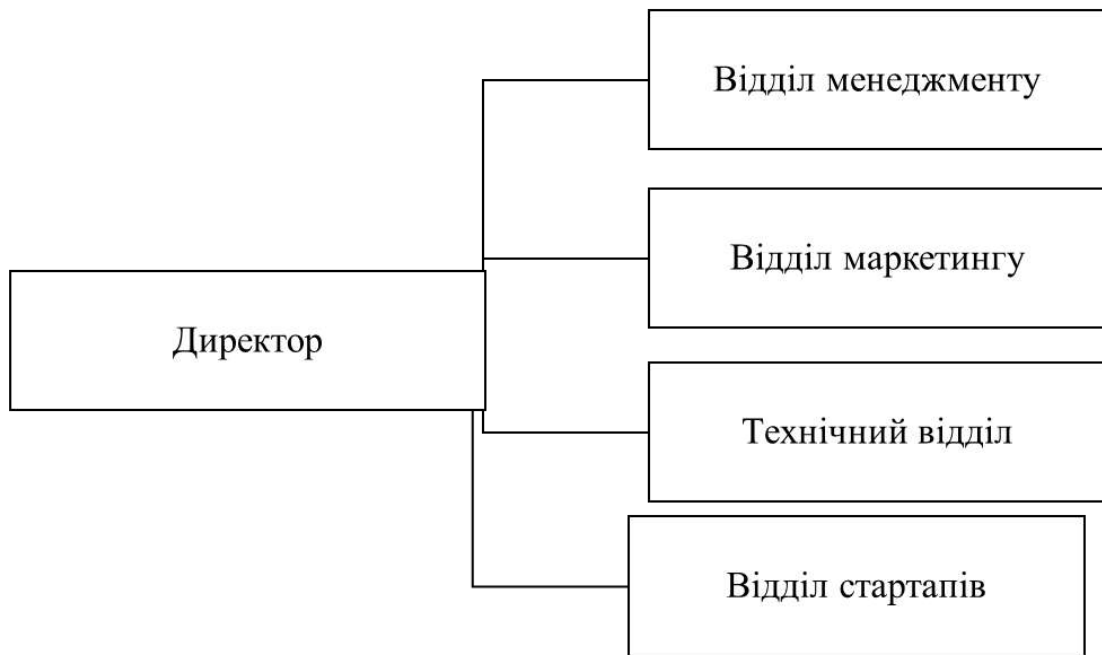 Відділ менеджменту
Відділ маркетингу
Директор
Технічний відділ
Відділ стартапів